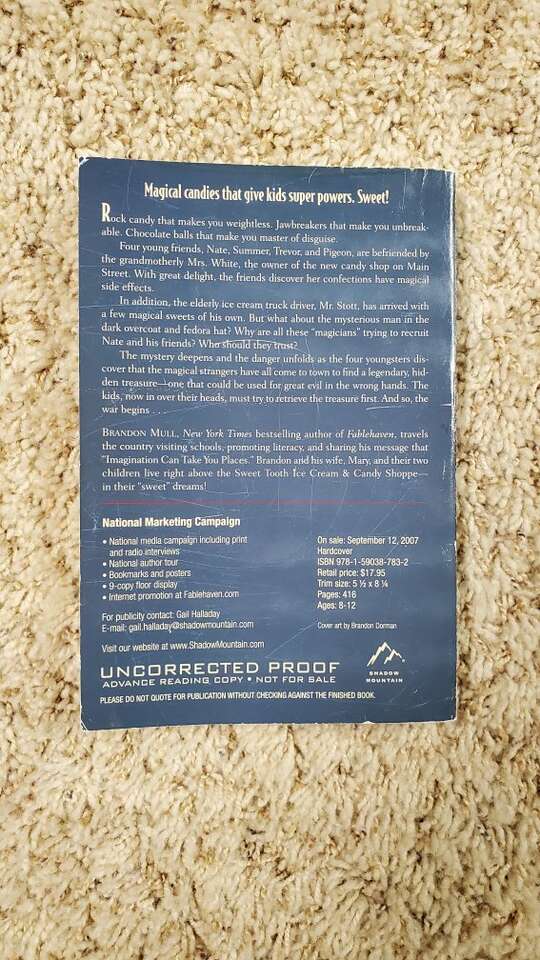 Magical candies that give kids super powers. Sweet!
Rock candy that makes you weightless. Jawbreakers that make you unbreak-
able. Chocolate balls that make you master of disguise.
Four young friends, Nate, Summer, Trevor, and Pigeon, are befriended by
the grandmotherly Mrs. White, the owner of the new candy shop on Main
Street. With great delight, the friends discover her confections have magical
side effects.
In addition, the elderly ice cream truck driver, Mr. Stott, has arrived with
a few magical sweets of his own. But what about the mysterious man in the
dark overcoat and fedora hat? Why are all these "magicians" trying to recruit
Nate and his friends? Who should they trust?
The mystery deepens and the danger unfolds as the four youngsters dis-
cover that the magical strangers have all come to town to find a legendary, hid-
den treasure—one that could be used for great evil in the wrong hands. The
kids, now in over their heads, must try to retrieve the treasure first. And so, the
war begins . . .
BRANDON MULL, New York Times bestselling author of Fablehaven, travels
the country visiting schools, promoting literacy, and sharing his message that
"Imagination Can Take You Places." Brandon and his wife, Mary, and their two
children live right above the Sweet Tooth Ice Cream & Candy Shoppe—
in their "sweet" dreams!
National Marketing Campaign
• National media campaign including print
and radio interviews
• National author tour
• Bookmarks and posters
• 9-copy floor display
• Internet promotion at Fablehaven.com
For publicity contact: Gail Halladay
E-mail: gail.halladay@shadowmountain.com
Visit our website at www.ShadowMountain.com
On sale: September 12, 2007
Hardcover
ISBN 978-1-59038-783-2
Retail price: $17.95
Trim size: 5 ½ x 8 ¼
Pages: 416
Ages: 8-12
Cover art by Brandon Dorman
UNCORRECTED PROOF
ADVANCE READING COPY • NOT FOR SALE
PLEASE DO NOT QUOTE FOR PUBLICATION WITHOUT CHECKING AGAINST THE FINISHED BOOK.
SHADOW
MOUNTAIN